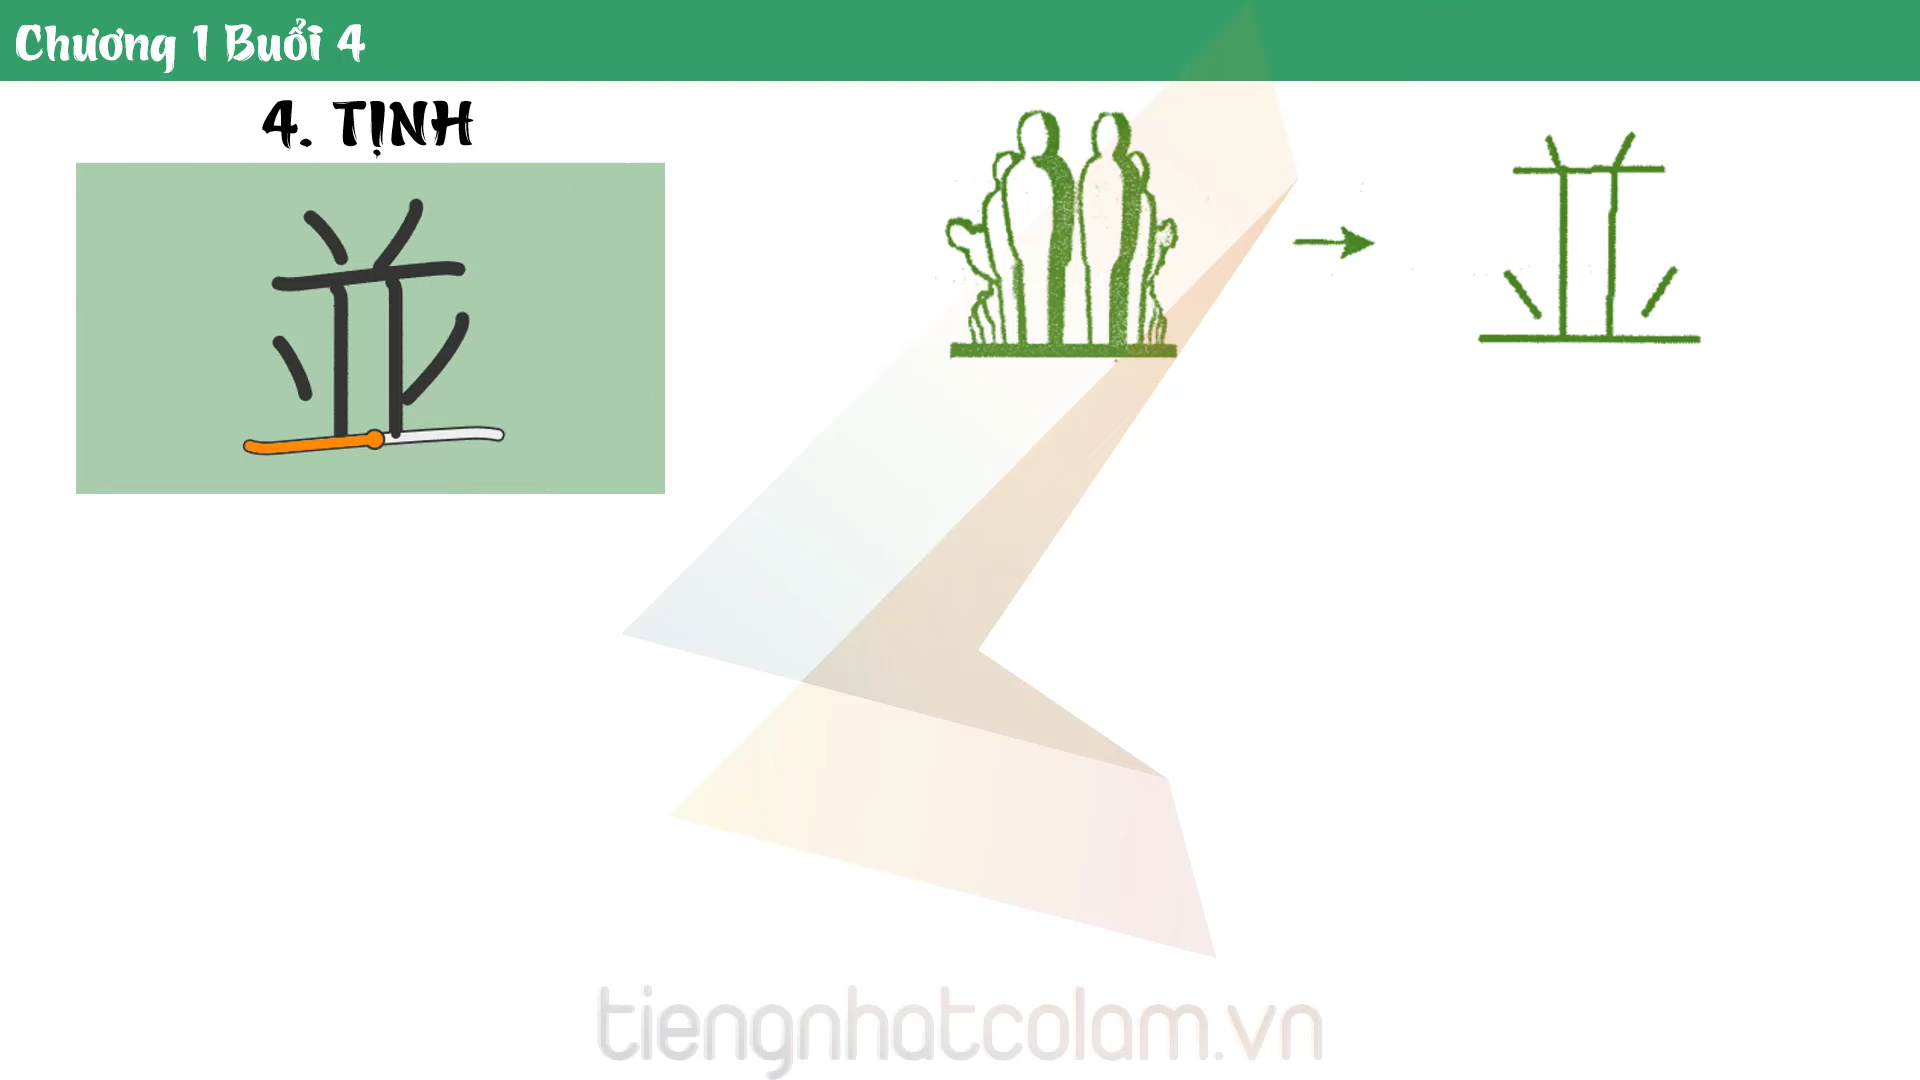 Chương 1 Buổi 4
4. TỊNH
並
tiengnhatcolam.vn